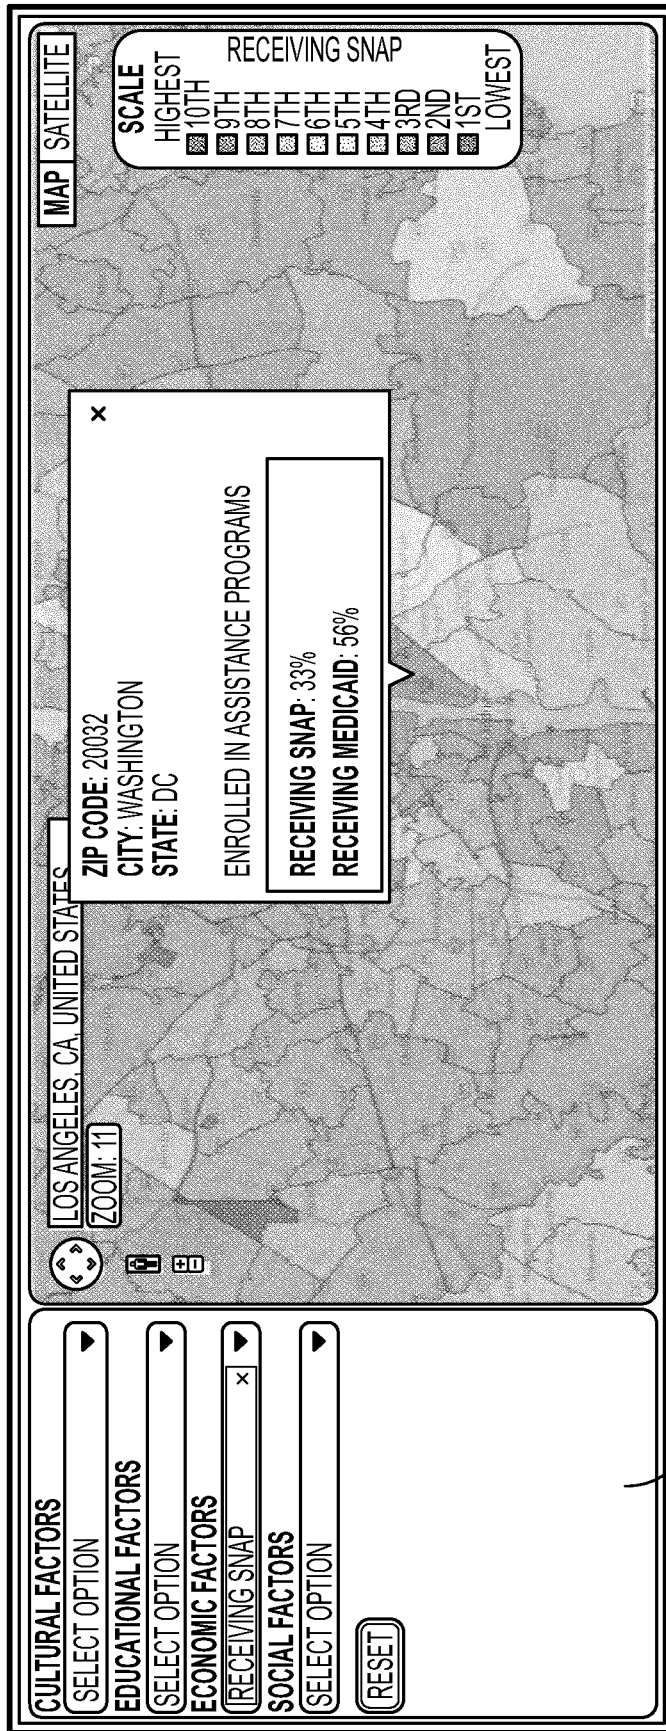 CULTURAL FACTORS
SELECT OPTION
EDUCATIONAL FACTORS
SELECT OPTION
ECONOMIC FACTORS
RECEIVING SNAP ×
SOCIAL FACTORS
SELECT OPTION
RESET
LOS ANGELES, CA, UNITED STATES
ZOOM: 11
+
−
×
ZIP CODE: 20032
CITY: WASHINGTON
STATE: DC
ENROLLED IN ASSISTANCE PROGRAMS
RECEIVING SNAP: 33%
RECEIVING MEDICAID: 56%
MAP | SATELLITE
SCALE
HIGHEST
10TH
9TH
8TH
7TH
6TH
5TH
4TH
3RD
2ND
1ST
LOWEST
RECEIVING SNAP